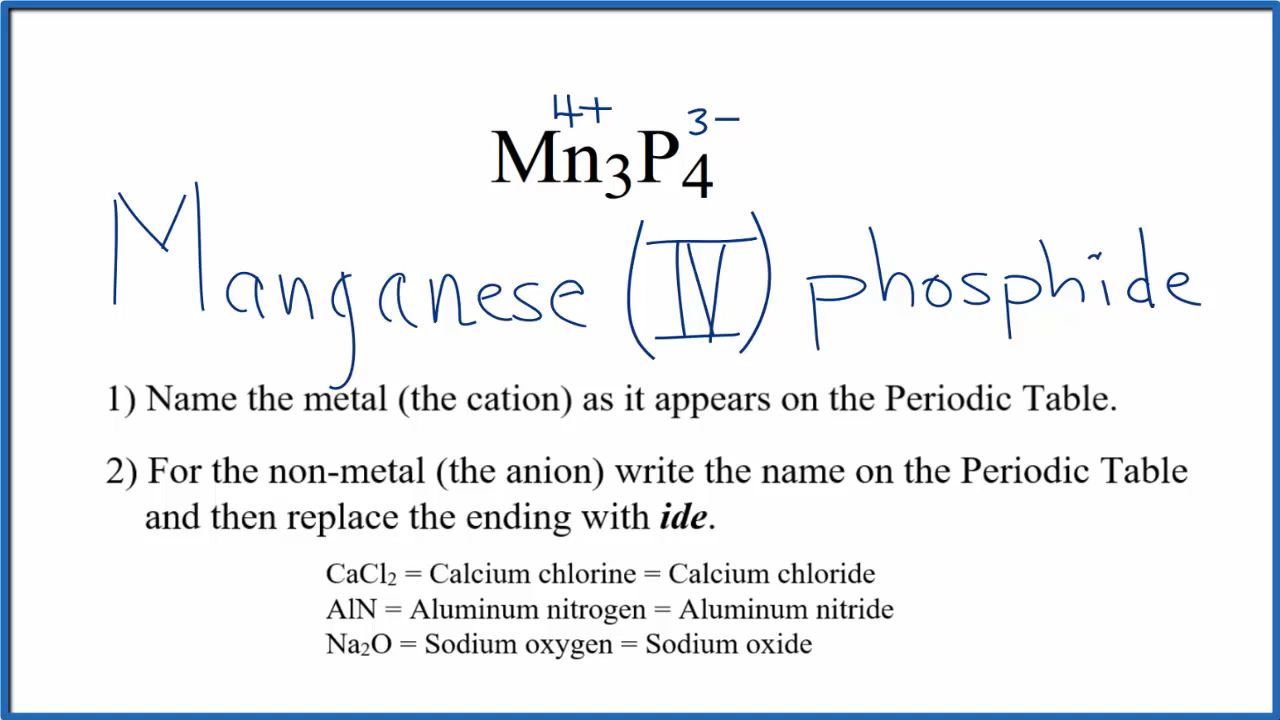 4+ 3-
Mn₃P₄
Manganese (IV) phosphide
1) Name the metal (the cation) as it appears on the Periodic Table.
2) For the non-metal (the anion) write the name on the Periodic Table
and then replace the ending with ide.
CaCl₂ = Calcium chlorine = Calcium chloride
AlN = Aluminum nitrogen = Aluminum nitride
Na₂O = Sodium oxygen = Sodium oxide